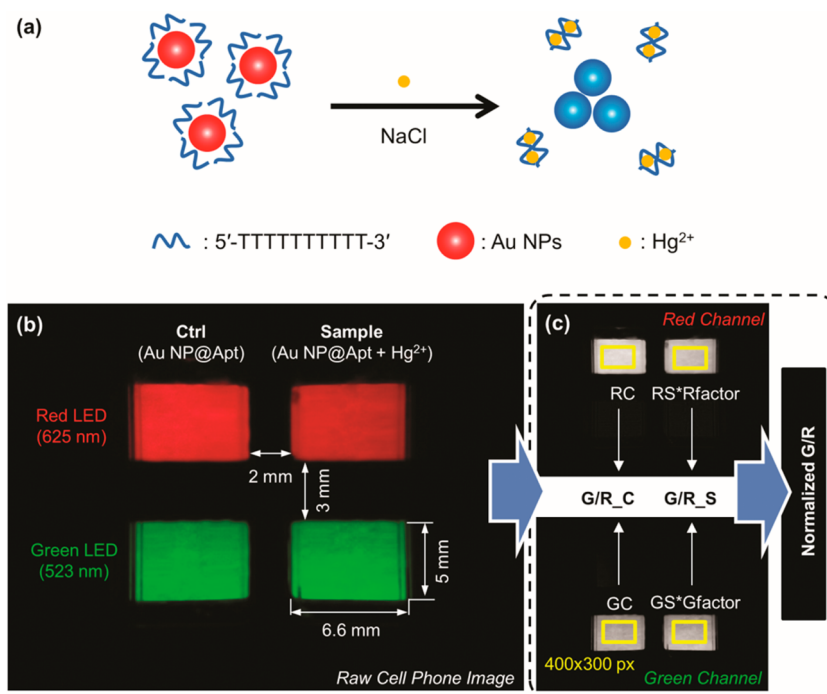 (a)
NaCl
: 5′-TTTTTTTTTT-3′
: Au NPs
: Hg2+
(b)
Ctrl
(Au NP@Apt)
Sample
(Au NP@Apt + Hg2+)
Red LED
(625 nm)
2 mm
3 mm
Green LED
(523 nm)
5 mm
6.6 mm
Raw Cell Phone Image
(c)
Red Channel
RC
RS*Rfactor
G/R_C
G/R_S
GC
GS*Gfactor
400x300 px
Green Channel
Normalized G/R